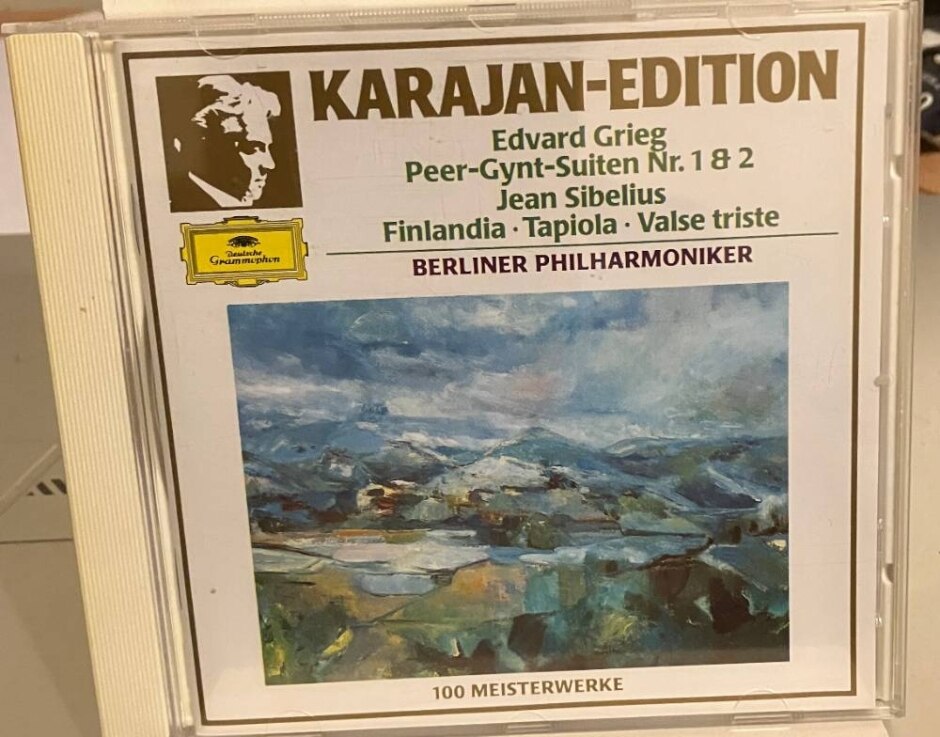 KARAJAN-EDITION
Edvard Grieg
Peer-Gynt-Suiten Nr. 1 & 2
Jean Sibelius
Finlandia · Tapiola · Valse triste
BERLINER PHILHARMONIKER
Deutsche
Grammophon
100 MEISTERWERKE